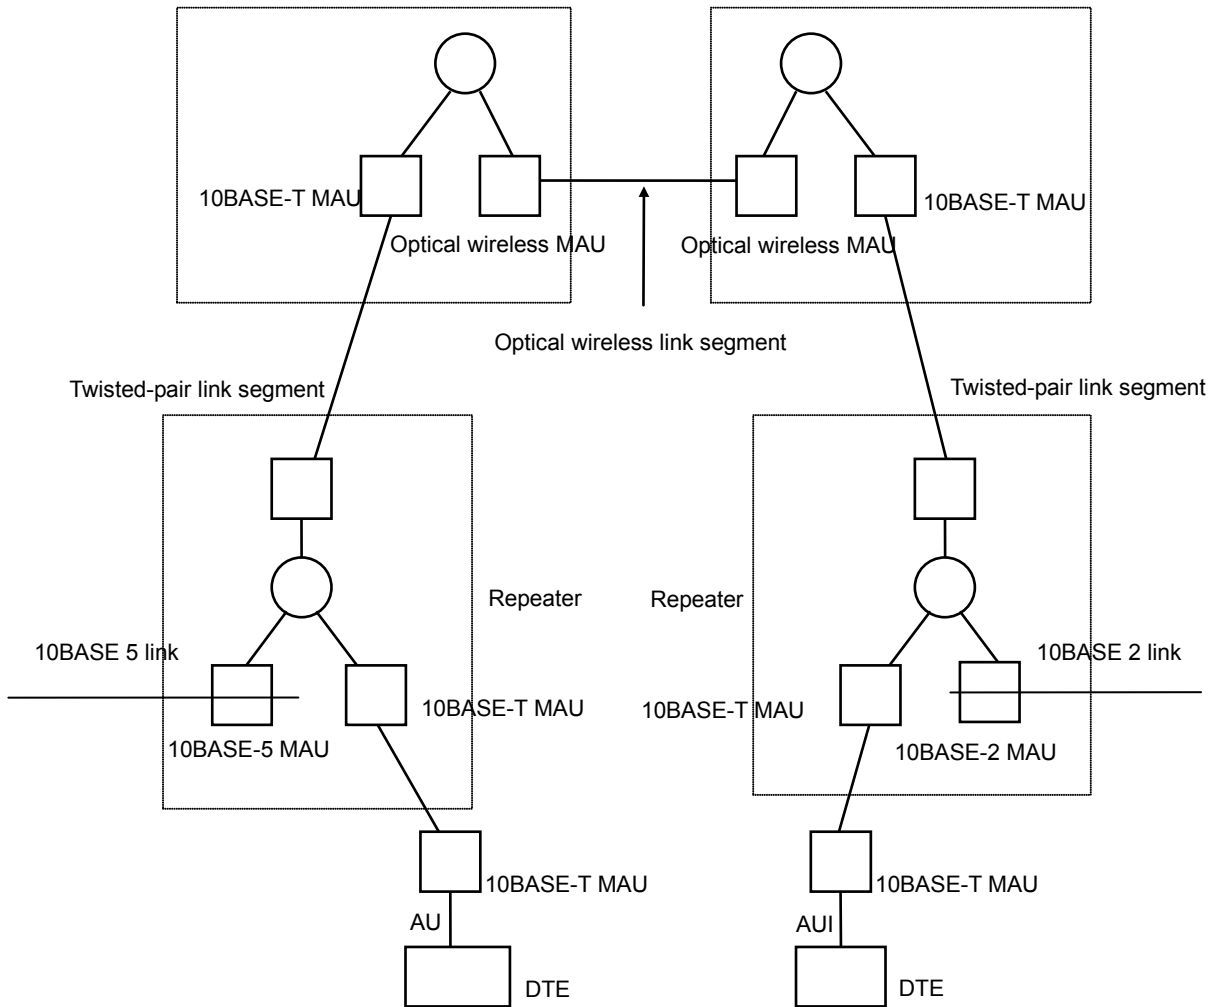 10BASE-T MAU
10BASE-T MAU
Optical wireless MAU
Optical wireless MAU
Optical wireless link segment
Twisted-pair link segment
Twisted-pair link segment
Repeater
Repeater
10BASE 5 link
10BASE 2 link
10BASE-T MAU
10BASE-T MAU
10BASE-5 MAU
10BASE-2 MAU
10BASE-T MAU
10BASE-T MAU
AU
AUI
DTE
DTE